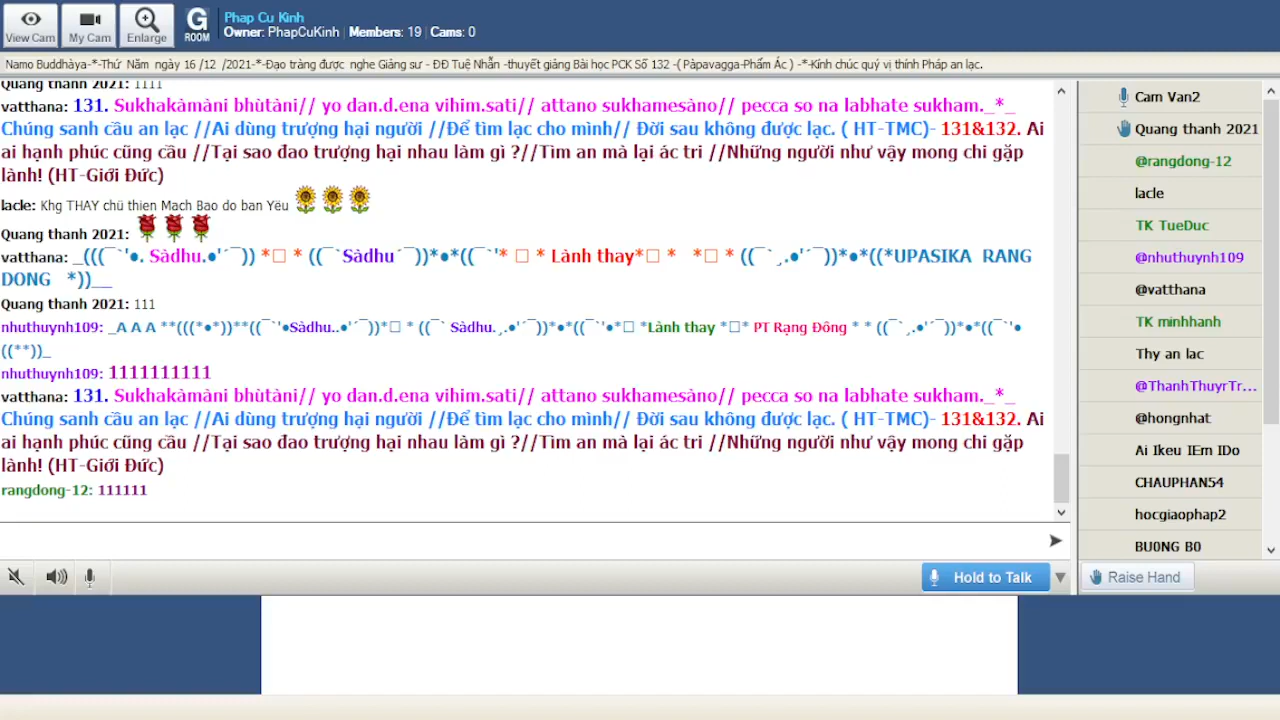 View Cam
My Cam
Enlarge
G
ROOM
Phap Cu Kinh
Owner: PhapCuKinh | Members: 19 | Cams: 0
Namo Buddhàya-*-Thứ Năm ngày 16 /12 /2021-*-Đạo tràng được nghe Giảng sư - ĐĐ Tuệ Nhẫn -thuyết giảng Bài học PCK Số 132 -( Pàpavagga-Phẩm Ác ) -*-Kính chúc quý vị thính Pháp an lạc.
Quang thanh 2021: 1111
vatthana: 131. Sukhakàmàni bhùtàni// yo dan.d.ena vihim.sati// attano sukhamesàno// pecca so na labhate sukham._*_
Chúng sanh cầu an lạc //Ai dùng trượng hại người //Để tìm lạc cho mình// Đời sau không được lạc. ( HT-TMC)- 131&132. Ai
ai hạnh phúc cũng cầu //Tại sao đao trượng hại nhau làm gì ?//Tìm an mà lại ác tri //Những người như vậy mong chi gặp
lành! (HT-Giới Đức)
lacle: Khg THAY chü thien Mach Bao do ban Yëu
Quang thanh 2021:
vatthana: _(((¯`'●. Sàdhu.●'´¯)) *□ * ((¯`Sàdhu´¯))*●*((¯`'* □ * Lành thay*□ * *□ * ((¯`¸.●'´¯))*●*((*UPASIKA RANG
DONG *))__
Quang thanh 2021: 111
nhuthuynh109: _A A A **(((*●*))**((¯`'●Sàdhu..●'´¯))*□ * ((¯` Sàdhu.¸.●'´¯))*●*((¯`'●*□ *Lành thay *□* PT Rạng Đông * * ((¯`¸.●'´¯))*●*((¯`'●
((**))_
nhuthuynh109: 1111111111
vatthana: 131. Sukhakàmàni bhùtàni// yo dan.d.ena vihim.sati// attano sukhamesàno// pecca so na labhate sukham._*_
Chúng sanh cầu an lạc //Ai dùng trượng hại người //Để tìm lạc cho mình// Đời sau không được lạc. ( HT-TMC)- 131&132. Ai
ai hạnh phúc cũng cầu //Tại sao đao trượng hại nhau làm gì ?//Tìm an mà lại ác tri //Những người như vậy mong chi gặp
lành! (HT-Giới Đức)
rangdong-12: 111111
Hold to Talk
Cam Van2
Quang thanh 2021
@rangdong-12
lacle
TK TueDuc
@nhuthuynh109
@vatthana
TK minhhanh
Thy an lac
@ThanhThuyrTr...
@hongnhat
Ai Ikeu IEm IDo
CHAUPHAN54
hocgiaophap2
BU0NG B0
Raise Hand